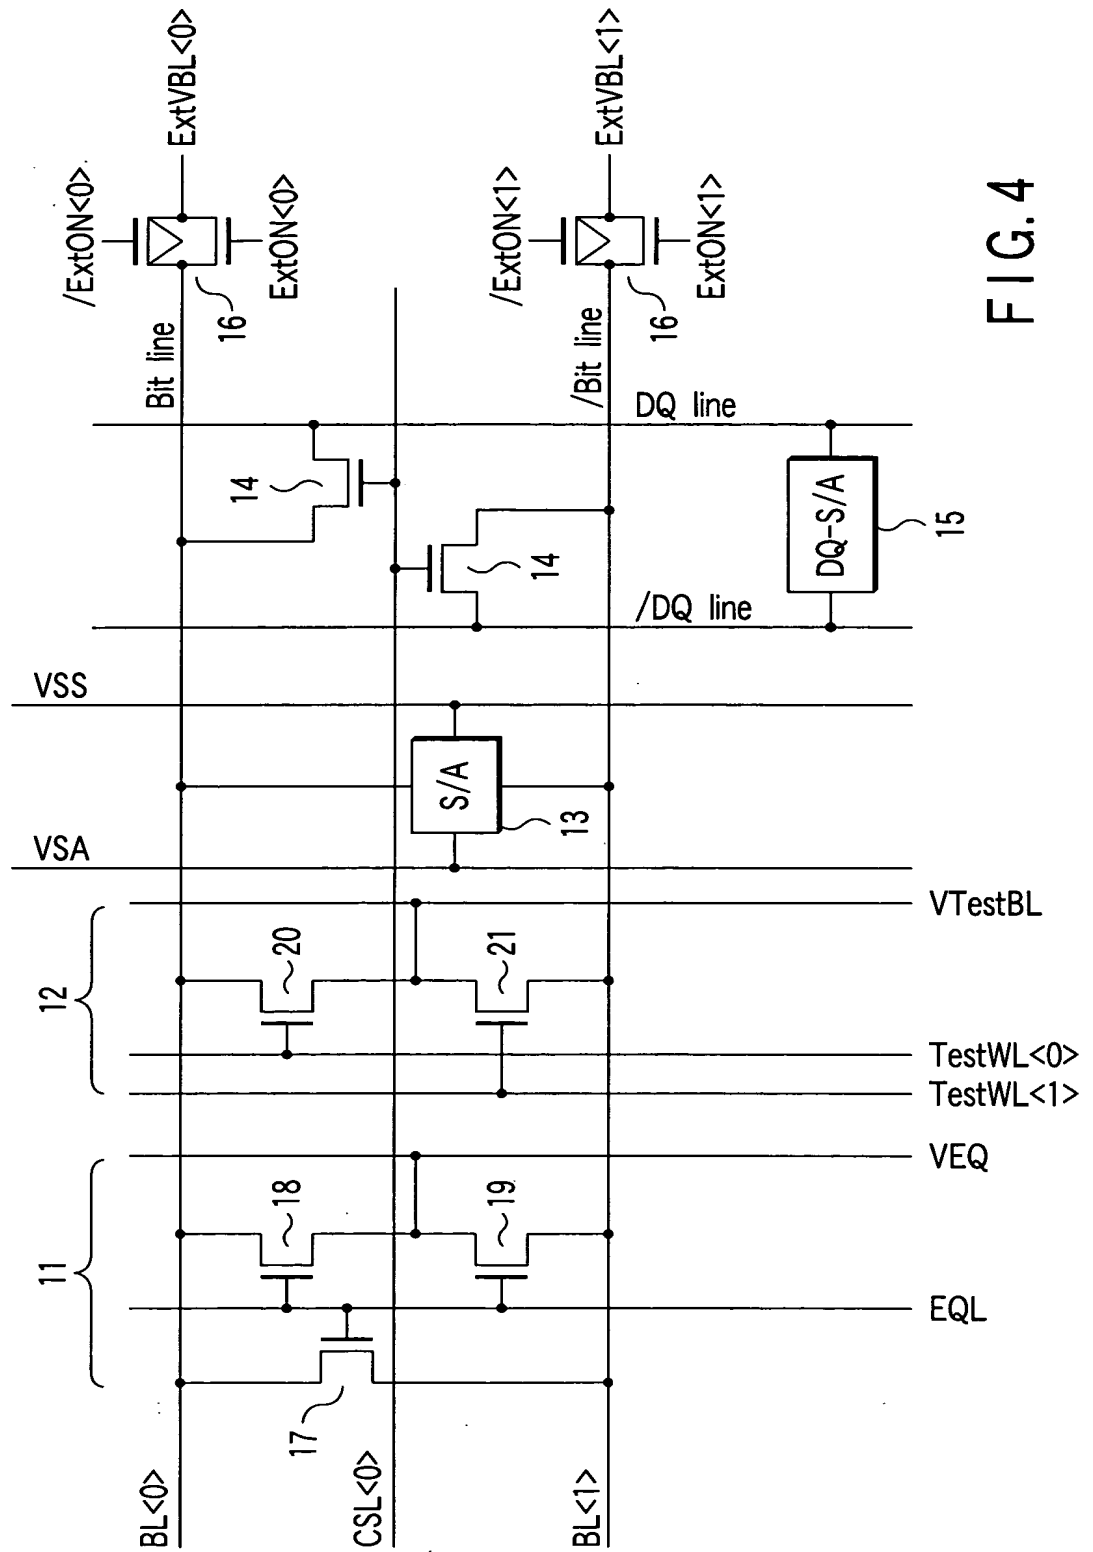 BL<0>
CSL<0>
BL<1>
11
17
18
19
EQL
VEQ
12
20
21
TestWL<1>
TestWL<0>
VTestBL
VSA
S/A
13
VSS
/DQ line
14
14
DQ line
DQ-S/A
15
Bit line
/Bit line
16
16
/ExtON<0>
ExtON<0>
ExtVBL<0>
/ExtON<1>
ExtON<1>
ExtVBL<1>
FIG. 4